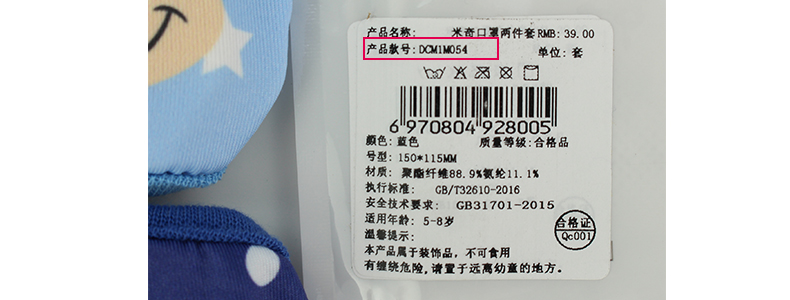 产品名称: 米奇口罩两件套 RMB: 39.00
产品款号: DCM1M054 单位: 套
6 970804 928005
颜色: 蓝色 质量等级: 合格品
号型: 150*115MM
材质: 聚酯纤维88.9%氨纶11.1%
执行标准: GB/T32610-2016
安全技术要求: GB31701-2015
适用年龄: 5-8岁
温馨提示:
本产品属于装饰品,不可食用
有缠绕危险,请置于远离幼童的地方。
合格证
Qc001